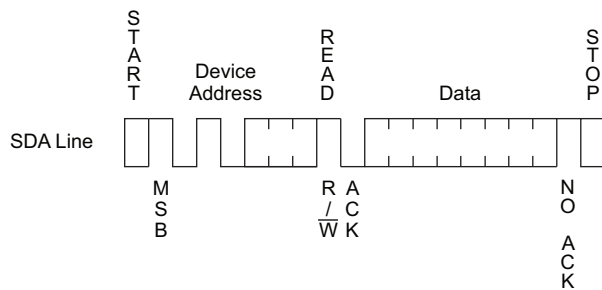 START
READ
STOP
Device
Address
Data
SDA Line
MSB
R/W
ACK
NO ACK